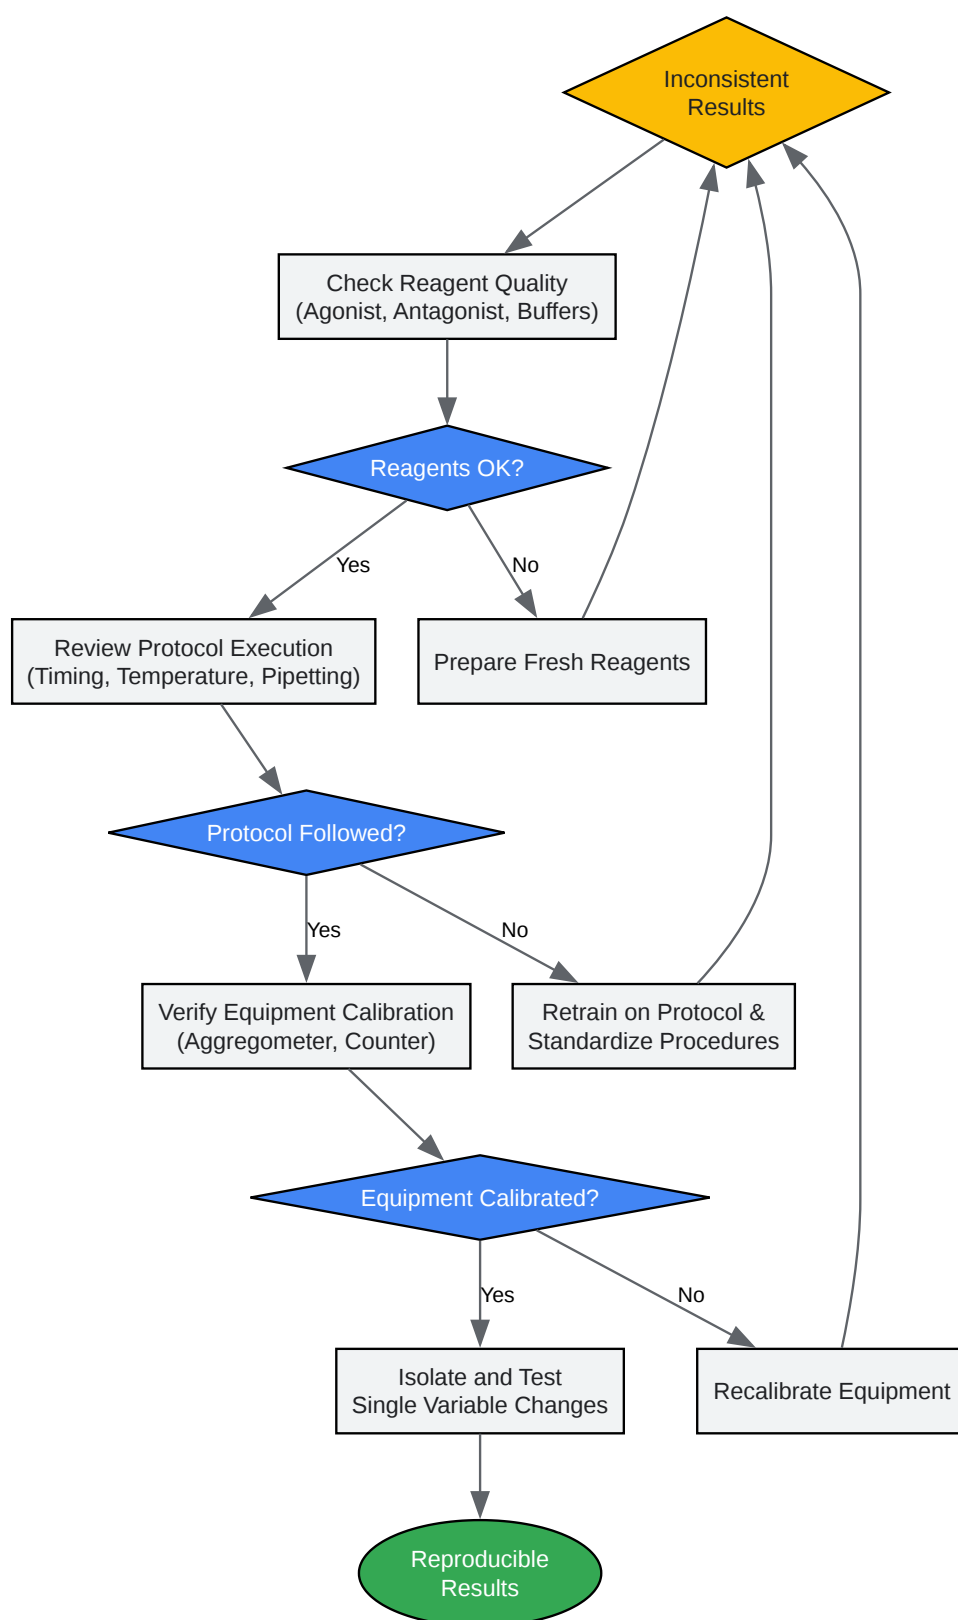 Inconsistent
Results
Check Reagent Quality
(Agonist, Antagonist, Buffers)
Reagents OK?
Yes
No
Review Protocol Execution
(Timing, Temperature, Pipetting)
Prepare Fresh Reagents
Protocol Followed?
Yes
No
Verify Equipment Calibration
(Aggregometer, Counter)
Retrain on Protocol &
Standardize Procedures
Equipment Calibrated?
Yes
No
Isolate and Test
Single Variable Changes
Recalibrate Equipment
Reproducible
Results